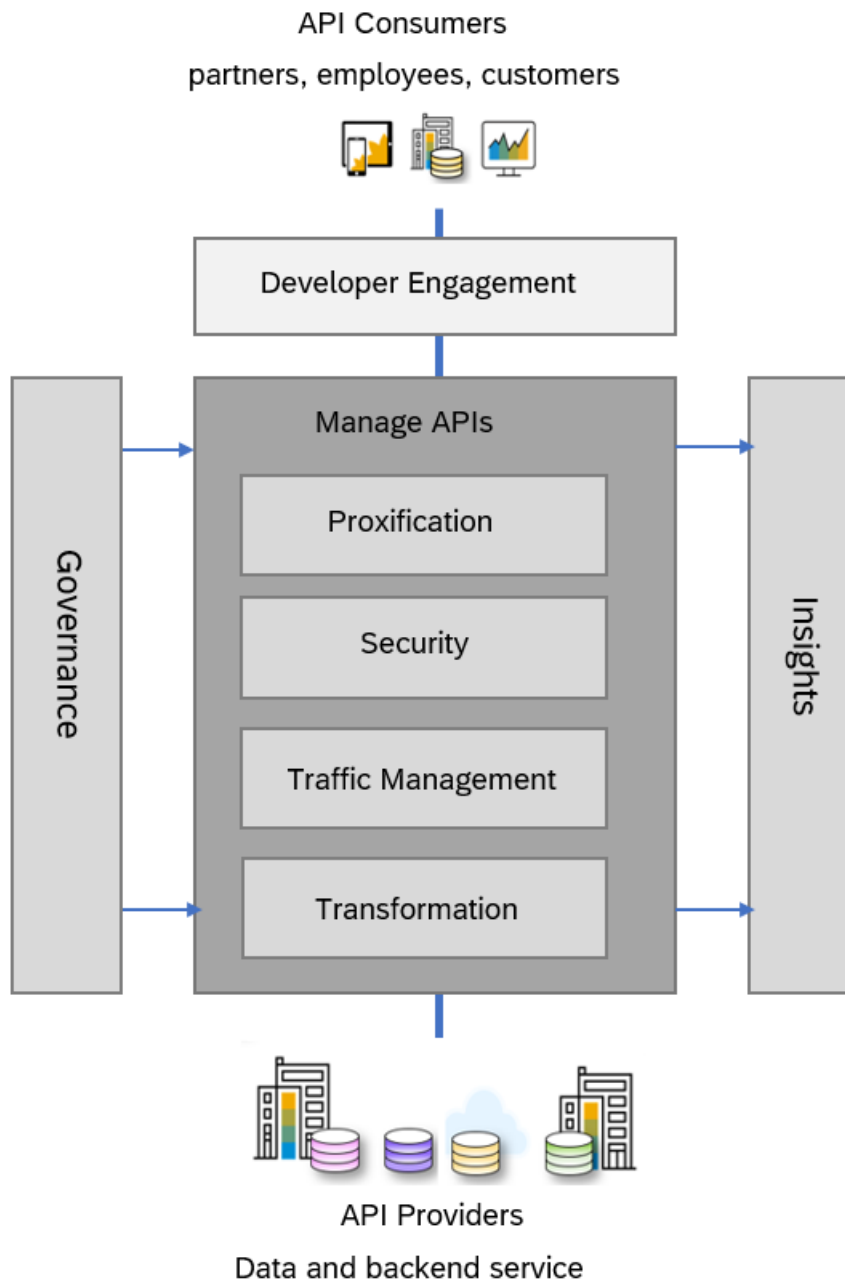 API Consumers
partners, employees, customers
Developer Engagement
Manage APIs
Proxification
Security
Traffic Management
Transformation
Governance
Insights
API Providers
Data and backend service